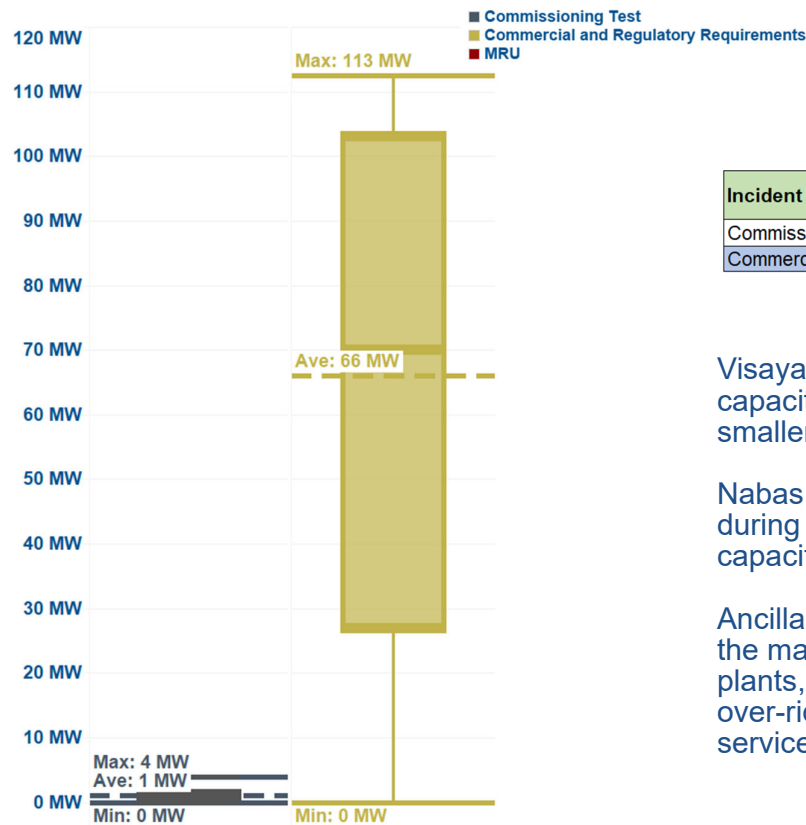 Commissioning Test
Commercial and Regulatory Requirements
MRU
120 MW
110 MW
100 MW
90 MW
80 MW
70 MW
60 MW
50 MW
40 MW
30 MW
20 MW
10 MW
0 MW
Max: 4 MW
Ave: 1 MW
Min: 0 MW
Max: 113 MW
Ave: 66 MW
Min: 0 MW
Incident
Commiss
Commerc
Visaya
capacit
smaller
Nabas
during
capacit
Ancilla
the ma
plants,
over-ric
service